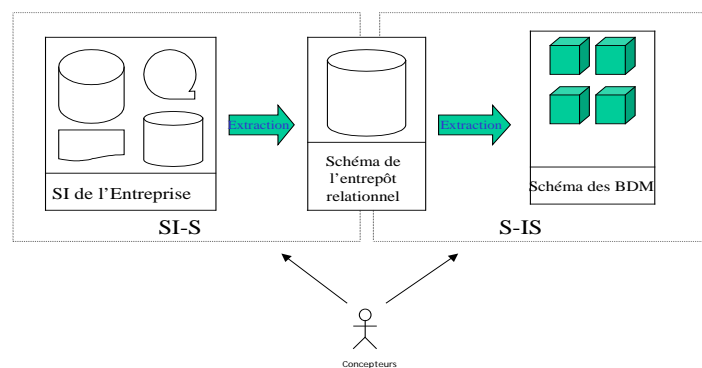 Extraction
Extraction
SI de l'Entreprise
Schéma de
l'entrepôt
relationnel
Schéma des BDM
SI-S
S-IS
Concepteurs